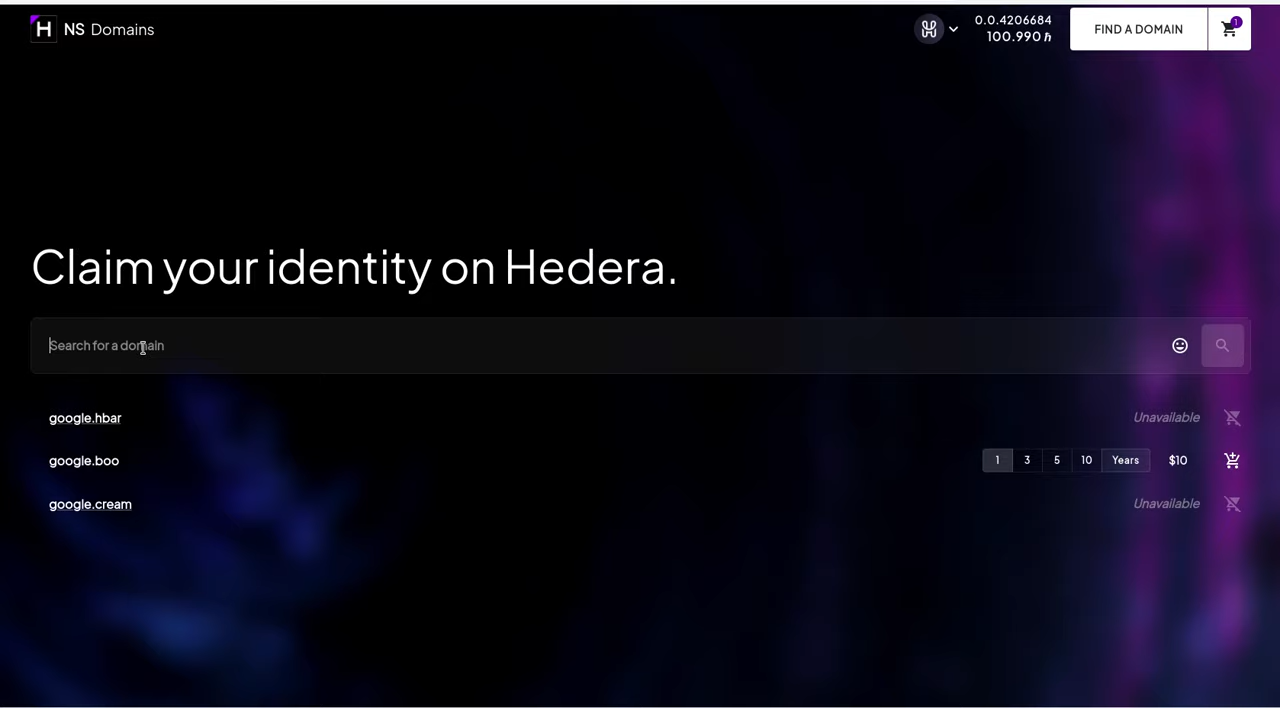 H NS Domains
0.0.4206684
100.990 ℏ
FIND A DOMAIN
1
Claim your identity on Hedera.
Search for a domain
google.hbar Unavailable
google.boo 1 3 5 10 Years $10
google.cream Unavailable